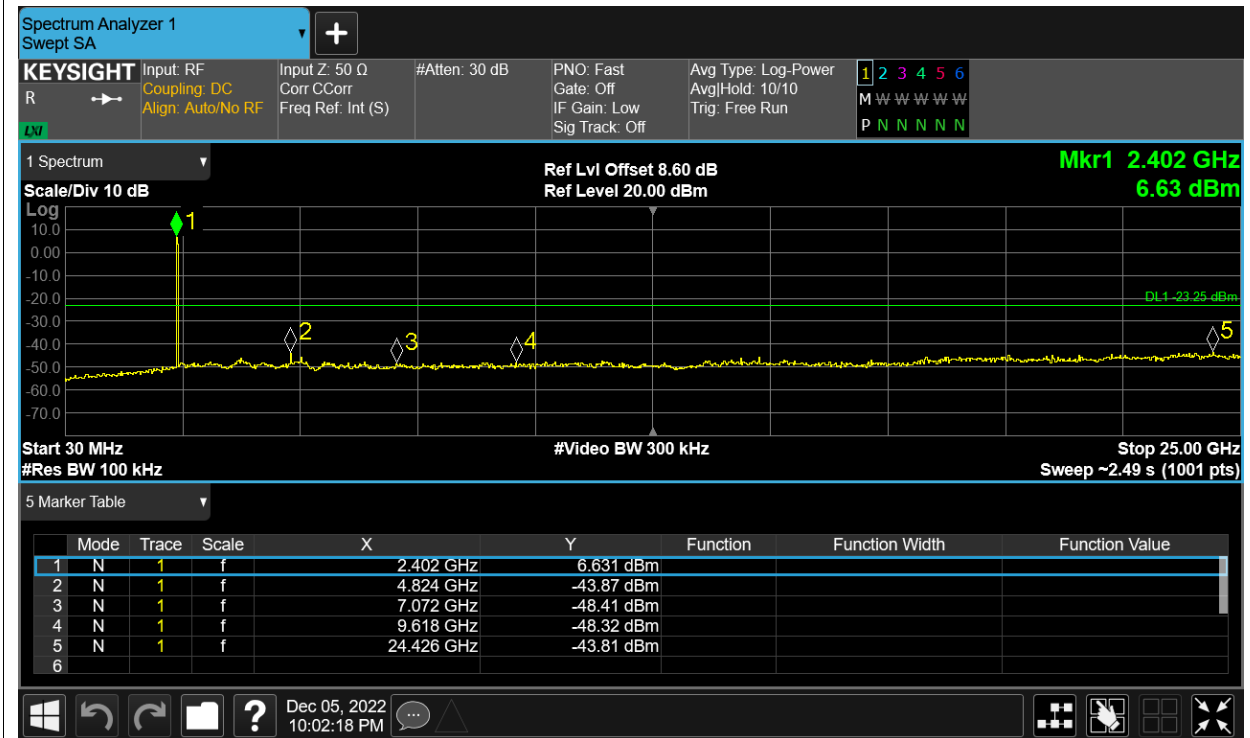 Spectrum Analyzer 1
Swept SA
KEYSIGHT
R
LXI
Input: RF
Coupling: DC
Align: Auto/No RF
Input Z: 50 Ω
Corr CCorr
Freq Ref: Int (S)
#Atten: 30 dB
PNO: Fast
Gate: Off
IF Gain: Low
Sig Track: Off
Avg Type: Log-Power
Avg|Hold: 10/10
Trig: Free Run
1 2 3 4 5 6
M W W W W W
P N N N N N
1 Spectrum
Scale/Div 10 dB
Ref Lvl Offset 8.60 dB
Ref Level 20.00 dBm
Mkr1 2.402 GHz
6.63 dBm
Log
10.0
0.00
-10.0
-20.0
-30.0
-40.0
-50.0
-60.0
-70.0
1
2
3
4
5
DL1 -23.25 dBm
Start 30 MHz
#Res BW 100 kHz
#Video BW 300 kHz
Stop 25.00 GHz
Sweep ~2.49 s (1001 pts)
5 Marker Table
Mode Trace Scale X Y Function Function Width Function Value
1 N 1 f 2.402 GHz 6.631 dBm
2 N 1 f 4.824 GHz -43.87 dBm
3 N 1 f 7.072 GHz -48.41 dBm
4 N 1 f 9.618 GHz -48.32 dBm
5 N 1 f 24.426 GHz -43.81 dBm
6
?
Dec 05, 2022
10:02:18 PM